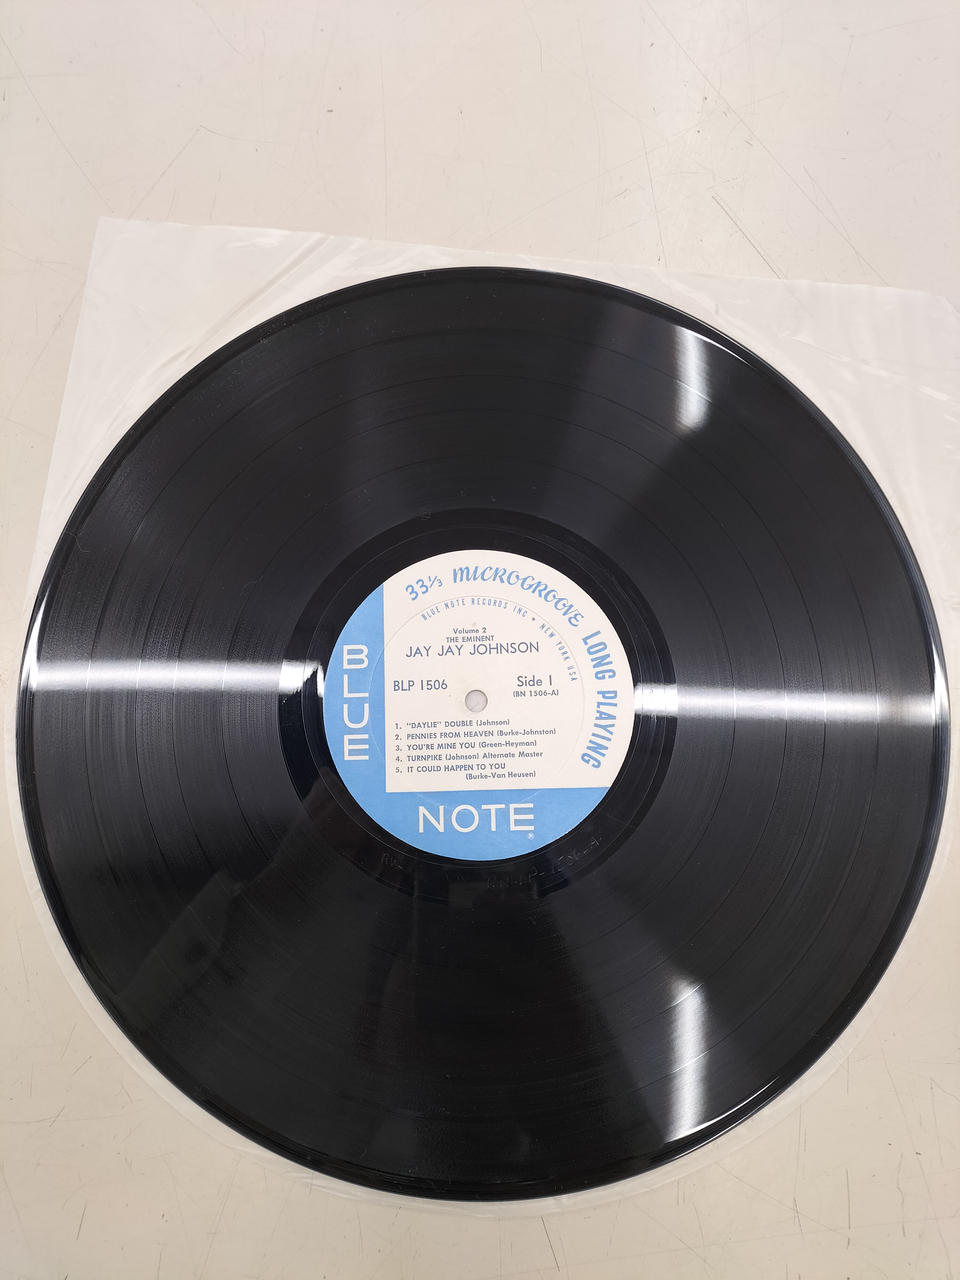 33⅓ MICROGROOVE LONG PLAYING
BLUE NOTE RECORDS INC • NEW YORK USA
Volume 2
THE EMINENT
JAY JAY JOHNSON
BLP 1506
Side 1
(BN 1506-A)
1. "DAYLIE" DOUBLE (Johnson)
2. PENNIES FROM HEAVEN (Burke-Johnston)
3. YOU'RE MINE YOU (Green-Heyman)
4. TURNPIKE (Johnson) Alternate Master
5. IT COULD HAPPEN TO YOU
(Burke-Van Heusen)
BLUE
NOTE
®
BN-LP-1506-A